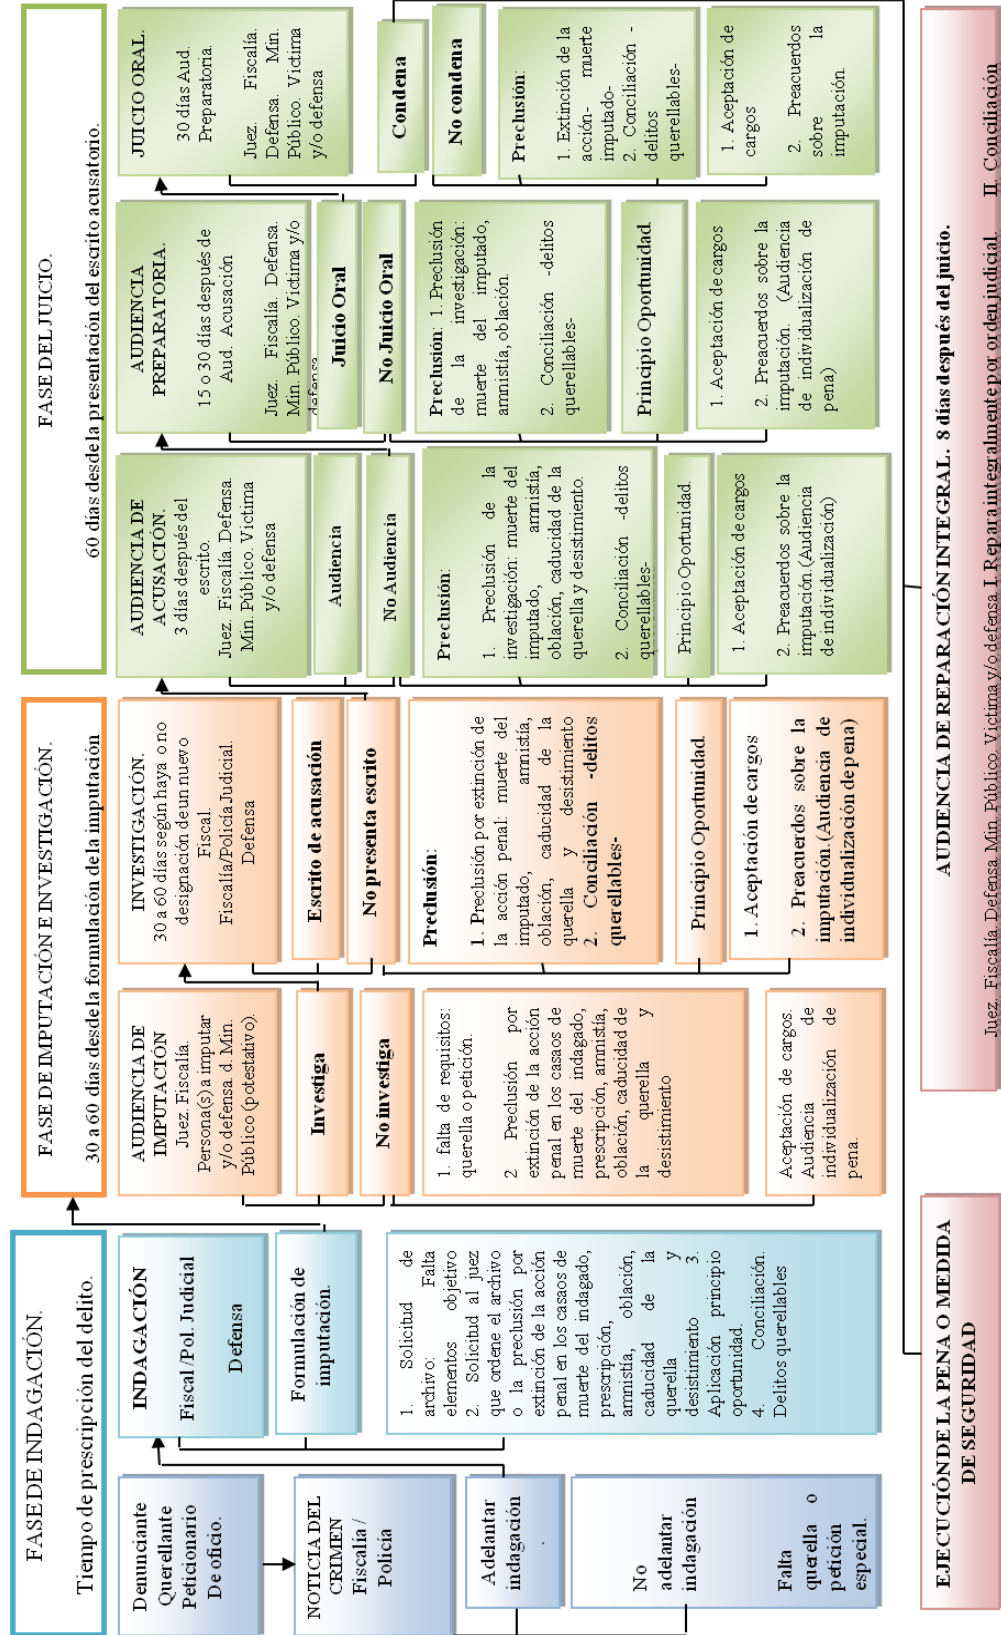 FASE DE INDAGACIÓN.
Tiempo de prescripción del delito.
Denunciante
Querellante
Peticionario
De oficio.
NOTICIA DEL
CRIMEN
Fiscalía /
Policía
Adelantar
indagación
.
No
adelantar
indagación
Falta
querella o
petición
especial.
INDAGACIÓN
Fiscal /Pol. Judicial
Defensa
Formulación de
imputación.
1. Solicitud de
archivo: Falta
elementos objetivo
2. Solicitud al juez
que ordene el archivo
o la preclusión por
extinción de la acción
penal en los casaos de
muerte del indagado,
prescripción,
amnistía, oblación,
caducidad de la
querella y
desistimiento 3.
Aplicación principio
oportunidad.
4. Conciliación.
Delitos querellables
FASE DE IMPUTACIÓN E INVESTIGACIÓN.
30 a 60 días desde la formulación de la imputación
AUDIENCIA DE
IMPUTACIÓN
Juez. Fiscalía.
Persona(s) a imputar
y/o defensa. d. Min.
Público (potestativo).
Investiga
No investiga
1. falta de requisitos:
querella o petición.
2 Preclusión por
extinción de la acción
penal en los casaos de
muerte del indagado,
prescripción, amnistía,
oblación, caducidad de
la querella y
desistimiento
Aceptación de cargos.
Audiencia de
individualización de
pena.
INVESTIGACIÓN.
30 a 60 días según haya o no
designación de un nuevo
Fiscal.
Fiscalía/Policía Judicial.
Defensa
Escrito de acusación
No presenta escrito
Preclusión:
1. Preclusión por extinción de
la acción penal: muerte del
imputado, amnistía,
oblación, caducidad de la
querella y desistimiento
2. Conciliación -delitos
querellables-
Principio Oportunidad.
1. Aceptación de cargos
2. Preacuerdos sobre la
imputación.(Audiencia de
individualización de pena)
FASE DEL JUICIO.
60 días desde la presentación del escrito acusatorio.
AUDIENCIA DE
ACUSACIÓN.
3 días después del
escrito.
Juez. Fiscalía. Defensa.
Min. Público. Victima
y/o defensa
Audiencia
No Audiencia
Preclusión:
1. Preclusión de la
investigación: muerte del
imputado, amnistía,
oblación, caducidad de la
querella y desistimiento.
2. Conciliación -delitos
querellables-
Principio Oportunidad.
1. Aceptación de cargos
2. Preacuerdos sobre la
imputación.(Audiencia
de individualización)
AUDIENCIA
PREPARATORIA.
15 o 30 días después de
Aud. Acusación
Juez. Fiscalía. Defensa.
Min. Público. Victima y/o
defensa
Juicio Oral
No Juicio Oral
Preclusión: 1. Preclusión
de la investigación:
muerte del imputado,
amnistía, oblación.
2. Conciliación -delitos
querellables-
Principio Oportunidad.
1. Aceptación de cargos
2. Preacuerdos sobre la
imputación. (Audiencia
de individualización de
pena)
JUICIO ORAL.
30 días Aud.
Preparatoria.
Juez. Fiscalía.
Defensa. Min.
Público. Victima
y/o defensa
Condena
No condena
Preclusión:
1. Extinción de la
acción- muerte
imputado-
2. Conciliación -
delitos
querellables-
1. Aceptación de
cargos
2. Preacuerdos
sobre la
imputación.
EJECUCIÓN DE LA PENA O MEDIDA
DE SEGURIDAD
AUDIENCIA DE REPARACIÓN INTEGRAL. 8 días después del juicio.
Juez. Fiscalía. Defensa. Min. Público. Victima y/o defensa. I. Repara integralmente por orden judicial. II. Conciliación